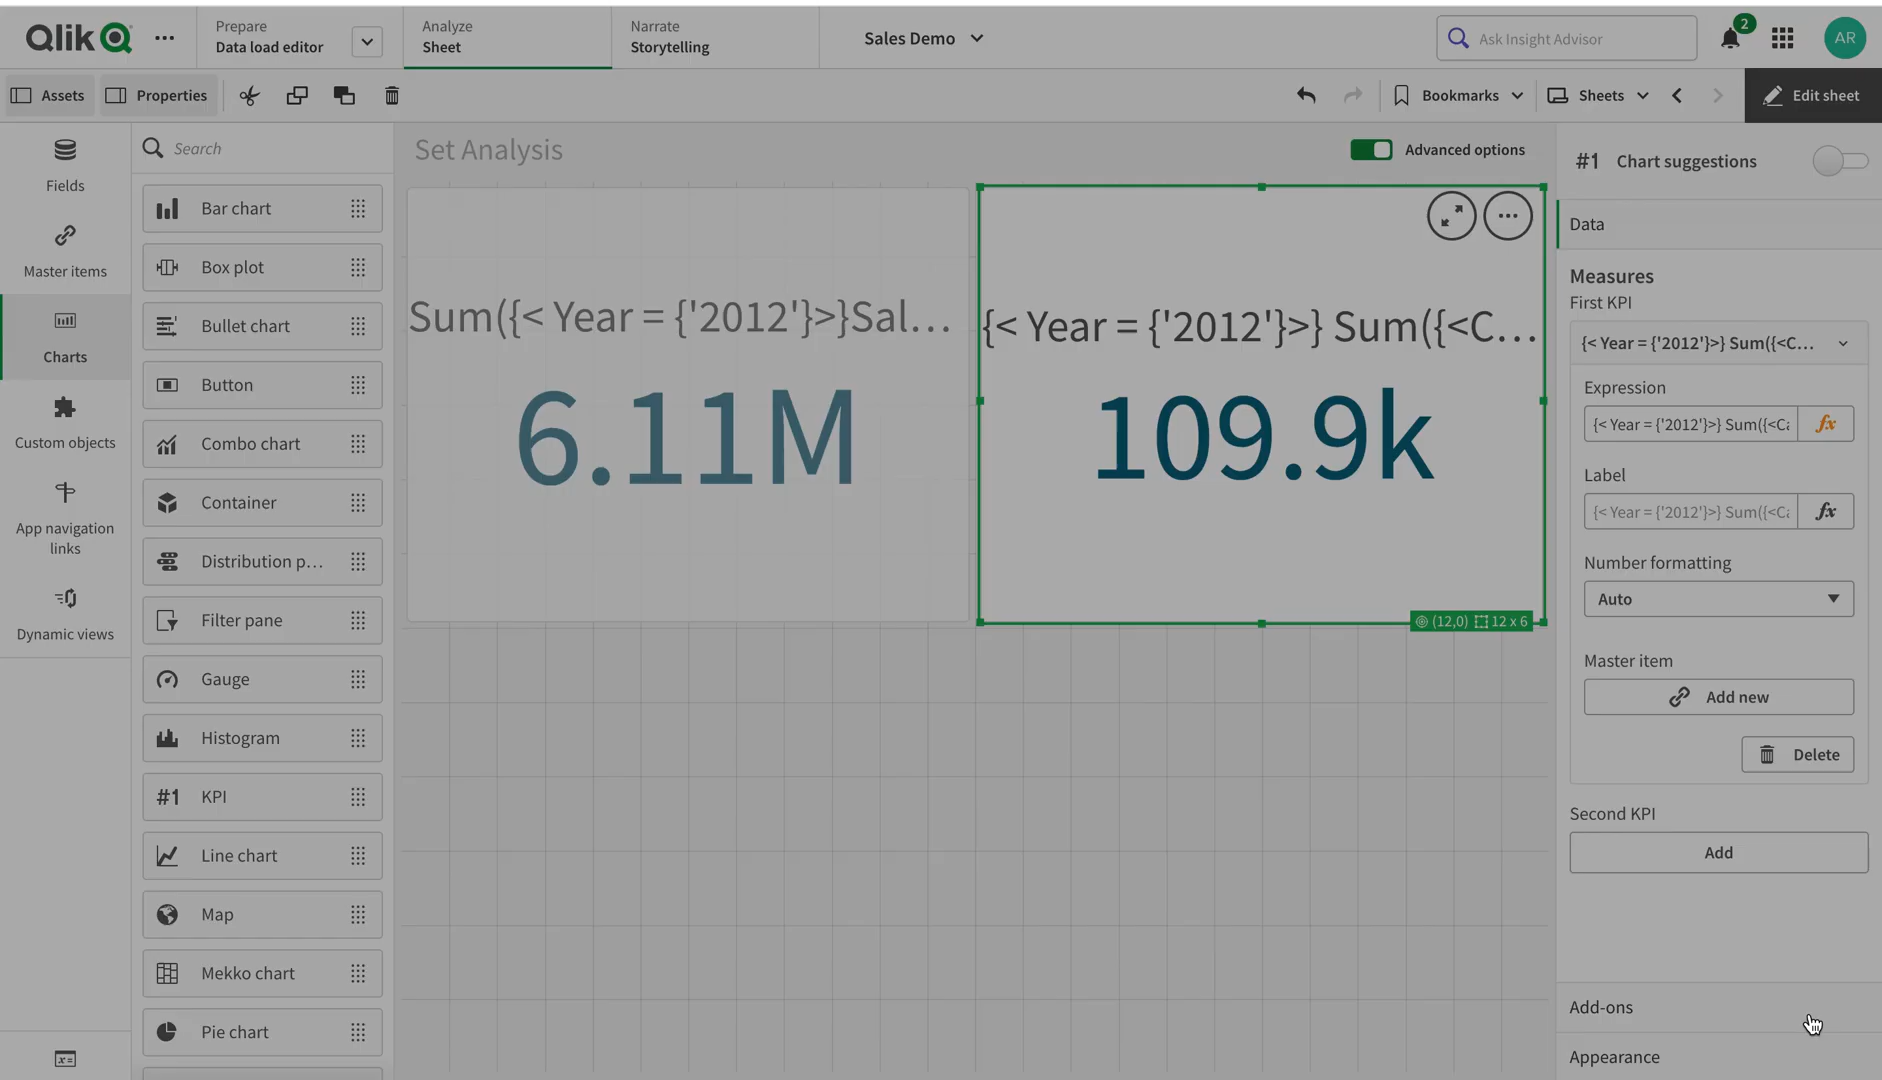 Qlik
Prepare
Data load editor
Analyze
Sheet
Narrate
Storytelling
Sales Demo
Ask Insight Advisor
2
AR
Assets
Properties
Bookmarks
Sheets
Edit sheet
Fields
Master items
Charts
Custom objects
App navigation
links
Dynamic views
Search
Bar chart
Box plot
Bullet chart
Button
Combo chart
Container
Distribution p...
Filter pane
Gauge
Histogram
#1 KPI
Line chart
Map
Mekko chart
Pie chart
Set Analysis
Advanced options
Sum({< Year = {'2012'}>}Sal...
6.11M
{< Year = {'2012'}>} Sum({<C...
109.9k
(12,0) 12 x 6
#1 Chart suggestions
Data
Measures
First KPI
{< Year = {'2012'}>} Sum({<C...
Expression
{< Year = {'2012'}>} Sum({<Ca
fx
Label
{< Year = {'2012'}>} Sum({<Ca
fx
Number formatting
Auto
Master item
Add new
Delete
Second KPI
Add
Add-ons
Appearance